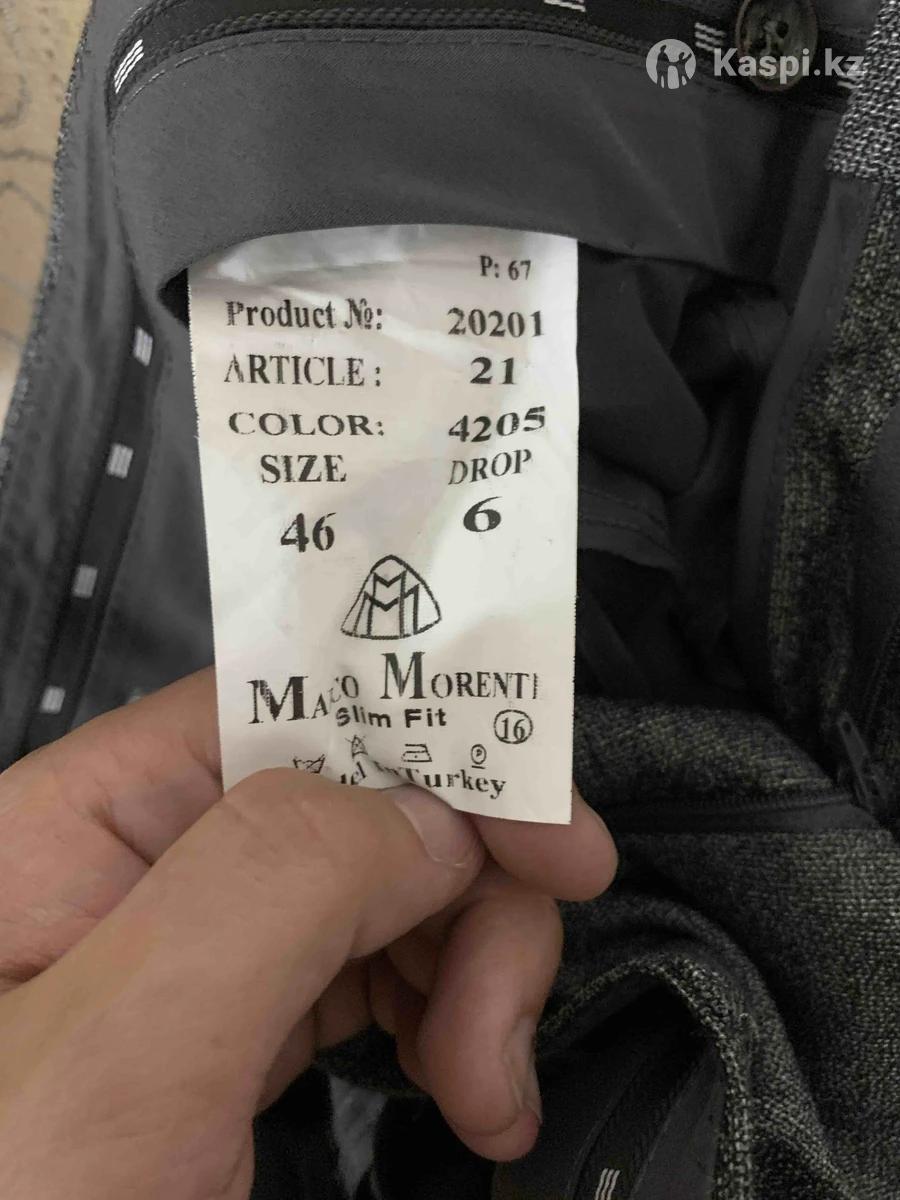 Kaspi.kz
P: 67
Product №: 20201
ARTICLE: 21
COLOR: 4205
SIZE DROP
46 6
MORENTI
Slim Fit 16
Turkey